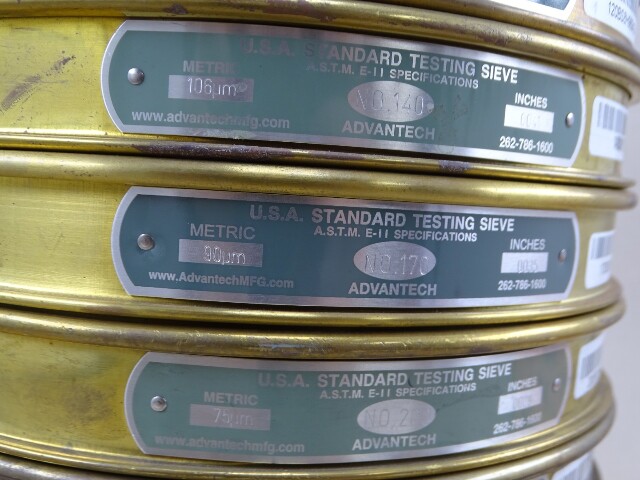 U.S.A. STANDARD TESTING SIEVE
A.S.T.M. E-11 SPECIFICATIONS
METRIC
106µm
NO.140
INCHES
www.advantechmfg.com
ADVANTECH
262-786-1600
U.S.A. STANDARD TESTING SIEVE
A.S.T.M. E-11 SPECIFICATIONS
METRIC
90µm
NO.170
INCHES
www.AdvantechMFG.com
ADVANTECH
262-786-1600
U.S.A. STANDARD TESTING SIEVE
A.S.T.M. E-11 SPECIFICATIONS
METRIC
75µm
INCHES
www.advantechmfg.com
ADVANTECH
262-786-1600